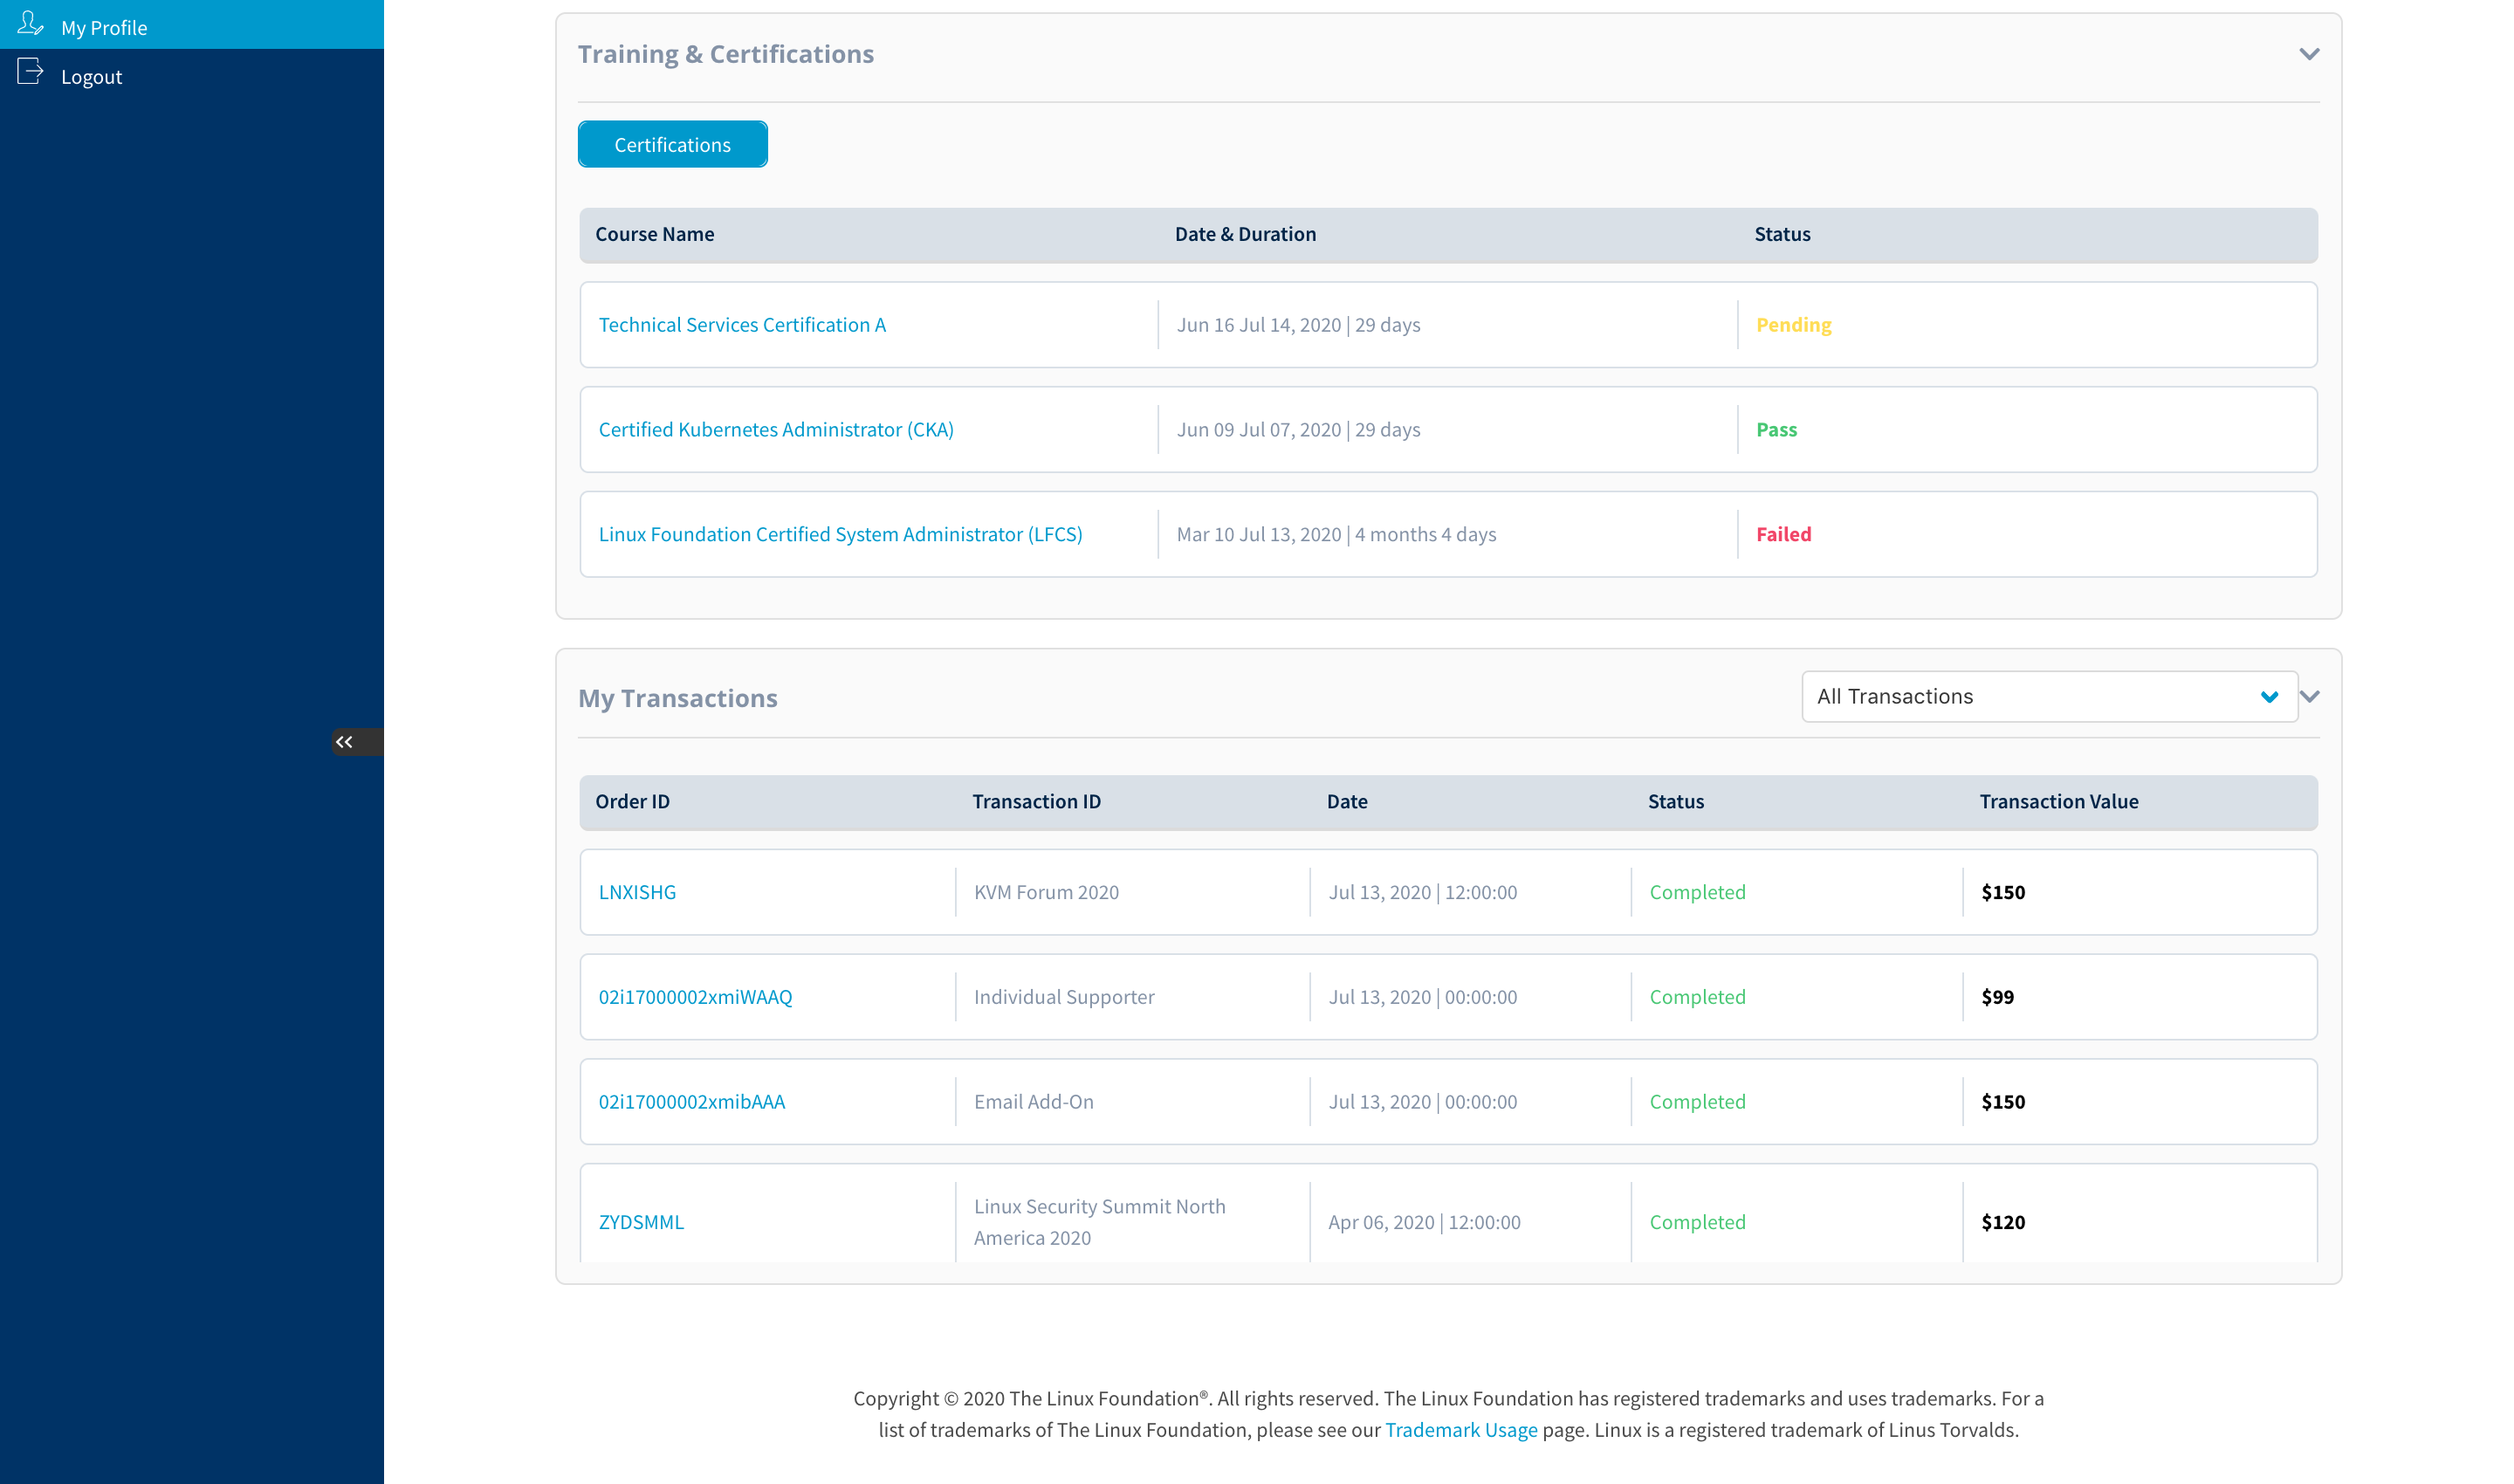 My Profile
Logout
Training & Certifications
Certifications
Course Name Date & Duration Status
Technical Services Certification A Jun 16 Jul 14, 2020 | 29 days Pending
Certified Kubernetes Administrator (CKA) Jun 09 Jul 07, 2020 | 29 days Pass
Linux Foundation Certified System Administrator (LFCS) Mar 10 Jul 13, 2020 | 4 months 4 days Failed
My Transactions All Transactions
Order ID Transaction ID Date Status Transaction Value
LNXISHG KVM Forum 2020 Jul 13, 2020 | 12:00:00 Completed $150
02i17000002xmiWAAQ Individual Supporter Jul 13, 2020 | 00:00:00 Completed $99
02i17000002xmibAAA Email Add-On Jul 13, 2020 | 00:00:00 Completed $150
ZYDSMML Linux Security Summit North
America 2020 Apr 06, 2020 | 12:00:00 Completed $120
Copyright © 2020 The Linux Foundation®. All rights reserved. The Linux Foundation has registered trademarks and uses trademarks. For a
list of trademarks of The Linux Foundation, please see our Trademark Usage page. Linux is a registered trademark of Linus Torvalds.